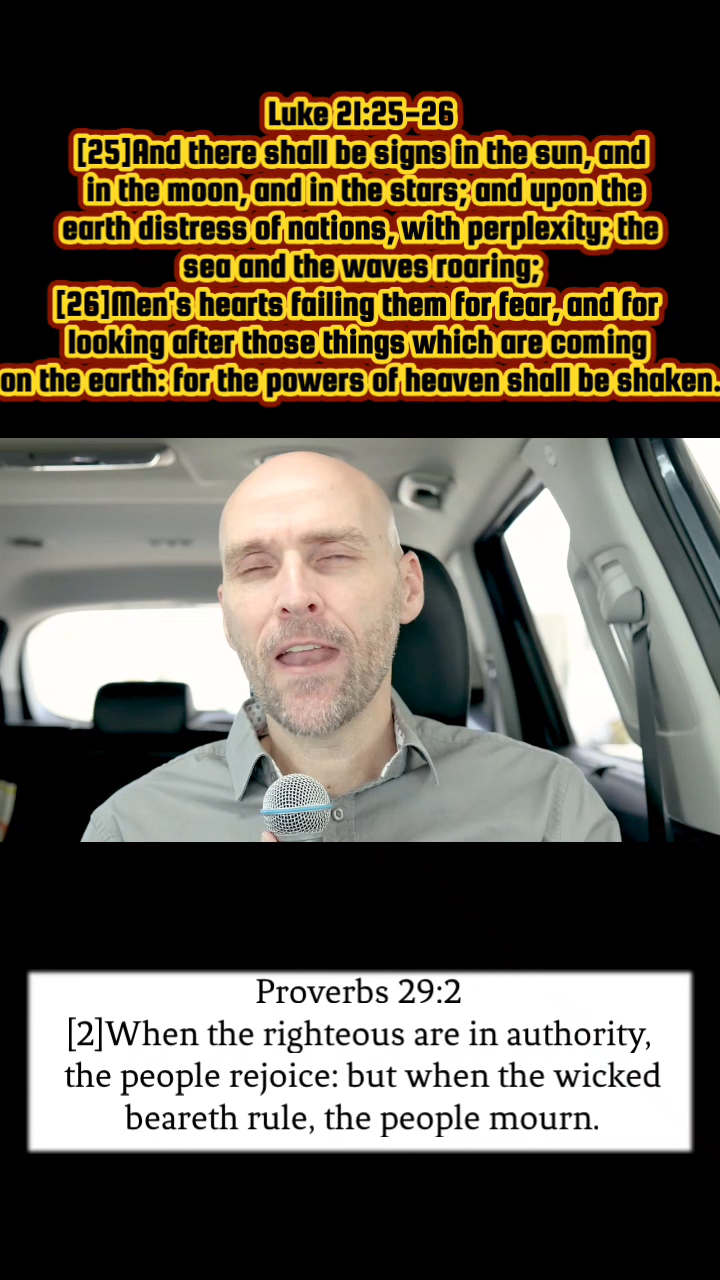 Luke 21:25-26
[25]And there shall be signs in the sun, and
in the moon, and in the stars; and upon the
earth distress of nations, with perplexity; the
sea and the waves roaring;
[26]Men's hearts failing them for fear, and for
looking after those things which are coming
on the earth: for the powers of heaven shall be shaken.
Proverbs 29:2
[2]When the righteous are in authority,
the people rejoice: but when the wicked
beareth rule, the people mourn.